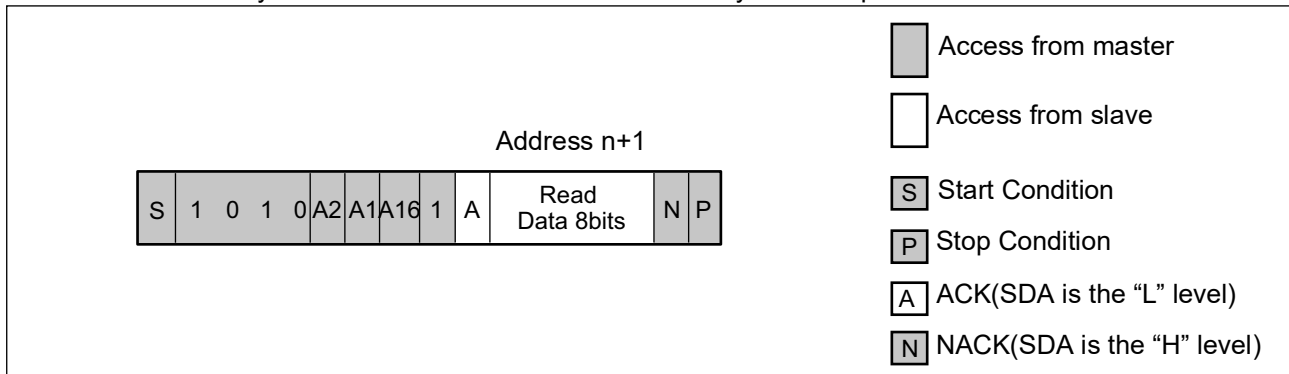 Access from master
Access from slave
Address n+1
S 1 0 1 0 A2 A1 A16 1 A Read Data 8bits N P
S Start Condition
P Stop Condition
A ACK(SDA is the “L” level)
N NACK(SDA is the “H” level)